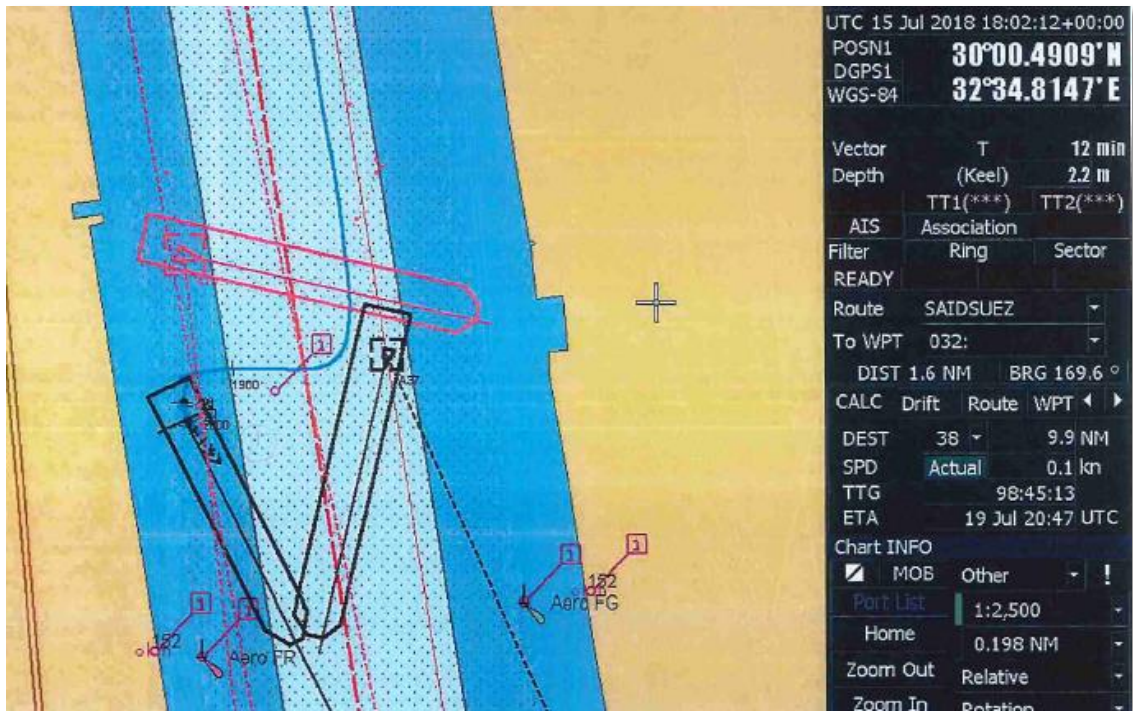 UTC 15 Jul 2018 18:02:12+00:00
POSN1
DGPS1
WGS-84
30°00.4909' N
32°34.8147' E
Vector T 12 min
Depth (Keel) 2.2 m
TT1(***) TT2(***)
AIS Association
Filter Ring Sector
READY
Route SAIDSUEZ
To WPT 032:
DIST 1.6 NM BRG 169.6 °
CALC Drift Route WPT
DEST 38 9.9 NM
SPD Actual 0.1 kn
TTG 98:45:13
ETA 19 Jul 20:47 UTC
Chart INFO
MOB Other !
Port List 1:2,500
Home 0.198 NM
Zoom Out Relative
Zoom In Rotation
1
1900
1
1
152
Aero FG
1
1
152
Aero FR